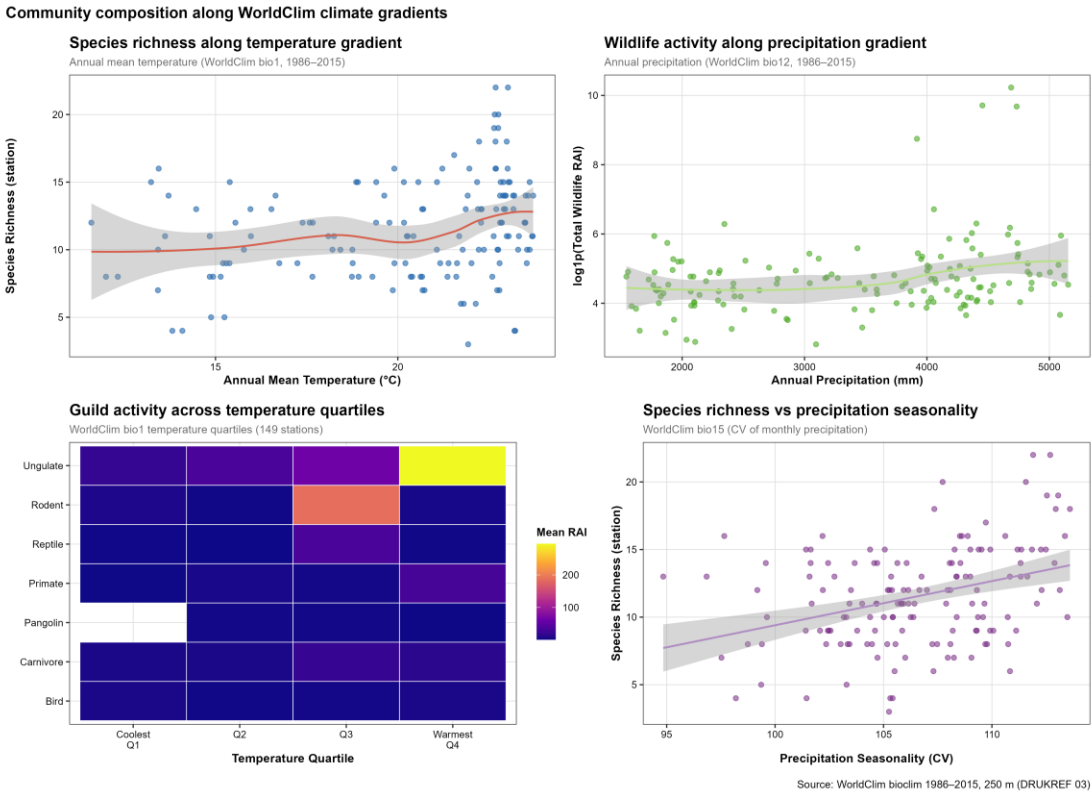 Community composition along WorldClim climate gradients
Species richness along temperature gradient
Annual mean temperature (WorldClim bio1, 1986–2015)
Species Richness (station)
20
15
10
5
15
20
Annual Mean Temperature (°C)
Wildlife activity along precipitation gradient
Annual precipitation (WorldClim bio12, 1986–2015)
log1p(Total Wildlife RAI)
10
8
6
4
2000
3000
4000
5000
Annual Precipitation (mm)
Guild activity across temperature quartiles
WorldClim bio1 temperature quartiles (149 stations)
Ungulate
Rodent
Reptile
Primate
Pangolin
Carnivore
Bird
Coolest
Q1
Q2
Q3
Warmest
Q4
Temperature Quartile
Mean RAI
200
100
Species richness vs precipitation seasonality
WorldClim bio15 (CV of monthly precipitation)
Species Richness (station)
20
15
10
5
95
100
105
110
Precipitation Seasonality (CV)
Source: WorldClim bioclim 1986–2015, 250 m (DRUKREF 03)